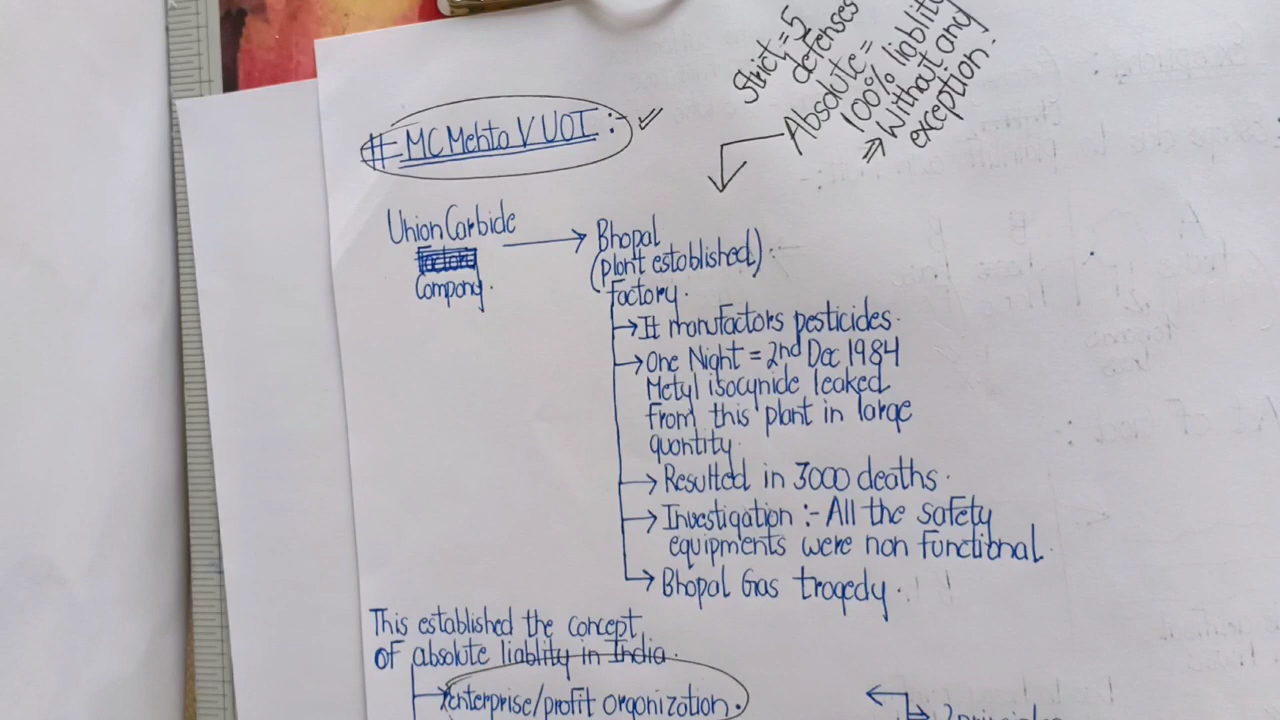 Strict = 5
defenses
Absolute =
100% liablity
⇒ Without any
exception.
# MC Mehta V UOI :
Union Carbide
Company.
→ Bhopal
(plant established)
factory.
→ It manufactors pesticides.
→ One Night = 2nd Dec 1984
Metyl isocynide leaked
from this plant in large
quantity.
→ Resulted in 3000 deaths.
→ Investigation :- All the safety
equipments were non functional.
→ Bhopal Gas tragedy.
This established the concept
of absolute liablity in India.
→ enterprise/profit organization.